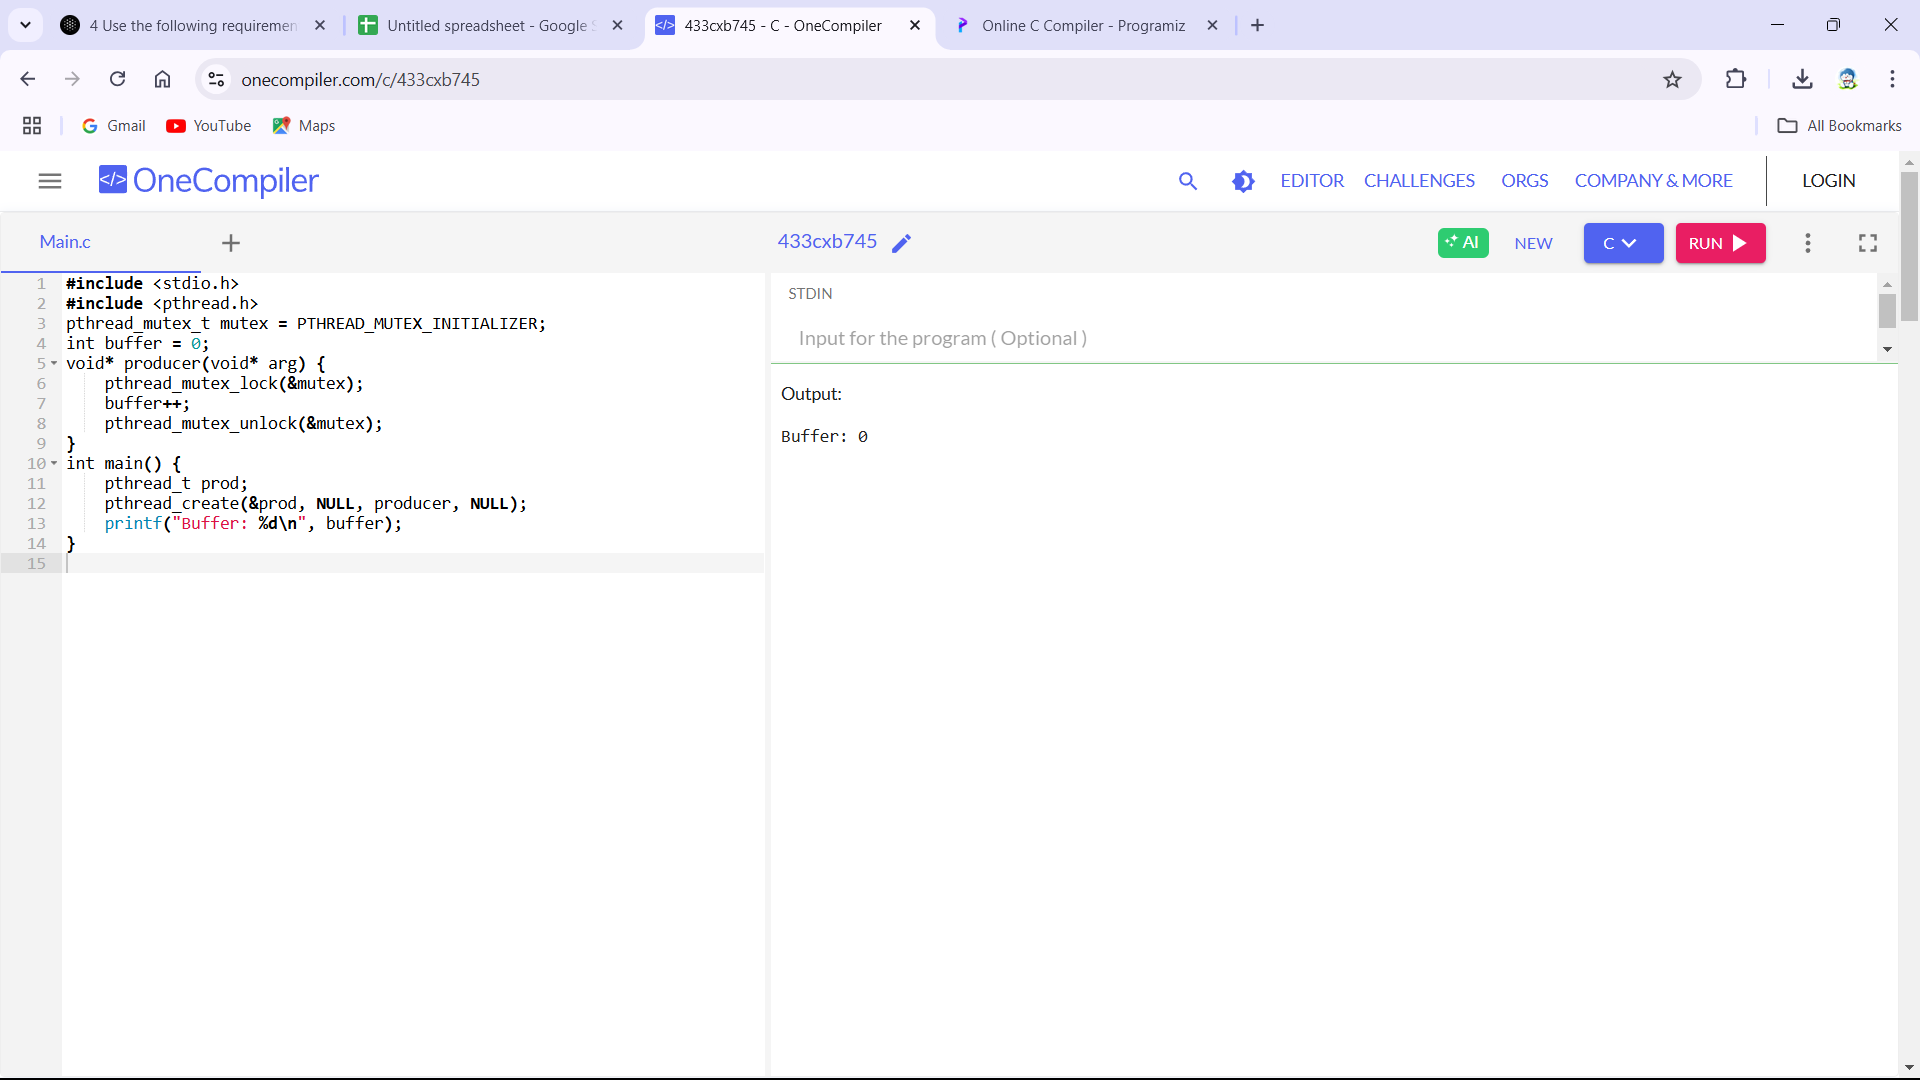 4 Use the following requiremen
Untitled spreadsheet - Google S
433cxb745 - C - OneCompiler
Online C Compiler - Programiz
onecompiler.com/c/433cxb745
Gmail
YouTube
Maps
All Bookmarks
</> OneCompiler
EDITOR
CHALLENGES
ORGS
COMPANY & MORE
LOGIN
Main.c
433cxb745
AI
NEW
C
RUN
1 #include <stdio.h>
2 #include <pthread.h>
3 pthread_mutex_t mutex = PTHREAD_MUTEX_INITIALIZER;
4 int buffer = 0;
5 void* producer(void* arg) {
6     pthread_mutex_lock(&mutex);
7     buffer++;
8     pthread_mutex_unlock(&mutex);
9 }
10 int main() {
11     pthread_t prod;
12     pthread_create(&prod, NULL, producer, NULL);
13     printf("Buffer: %d\n", buffer);
14 }
15
STDIN
Input for the program ( Optional )
Output:
Buffer: 0